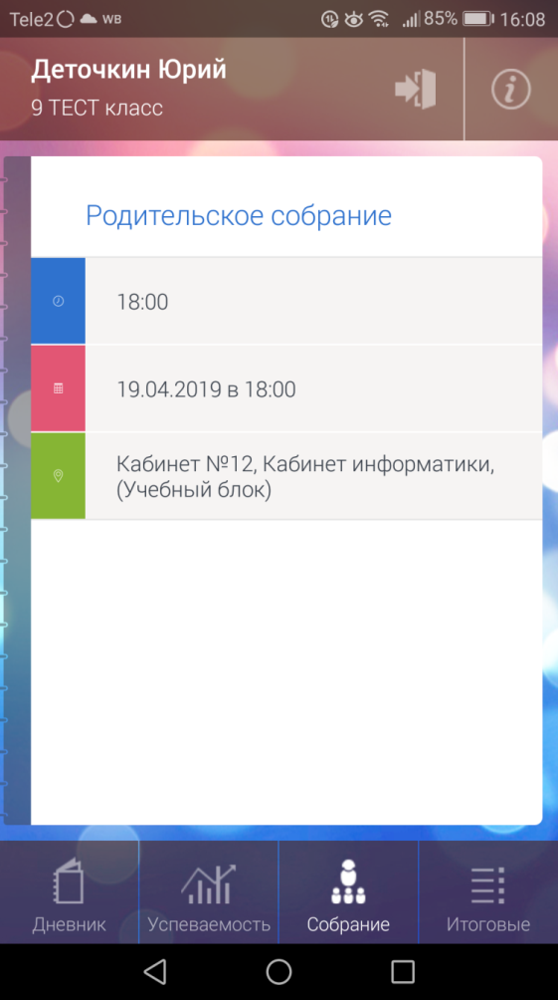 Tele2 WB 85% 16:08
Деточкин Юрий
9 ТЕСТ класс
Родительское собрание
18:00
19.04.2019 в 18:00
Кабинет №12, Кабинет информатики,
(Учебный блок)
Дневник Успеваемость Собрание Итоговые